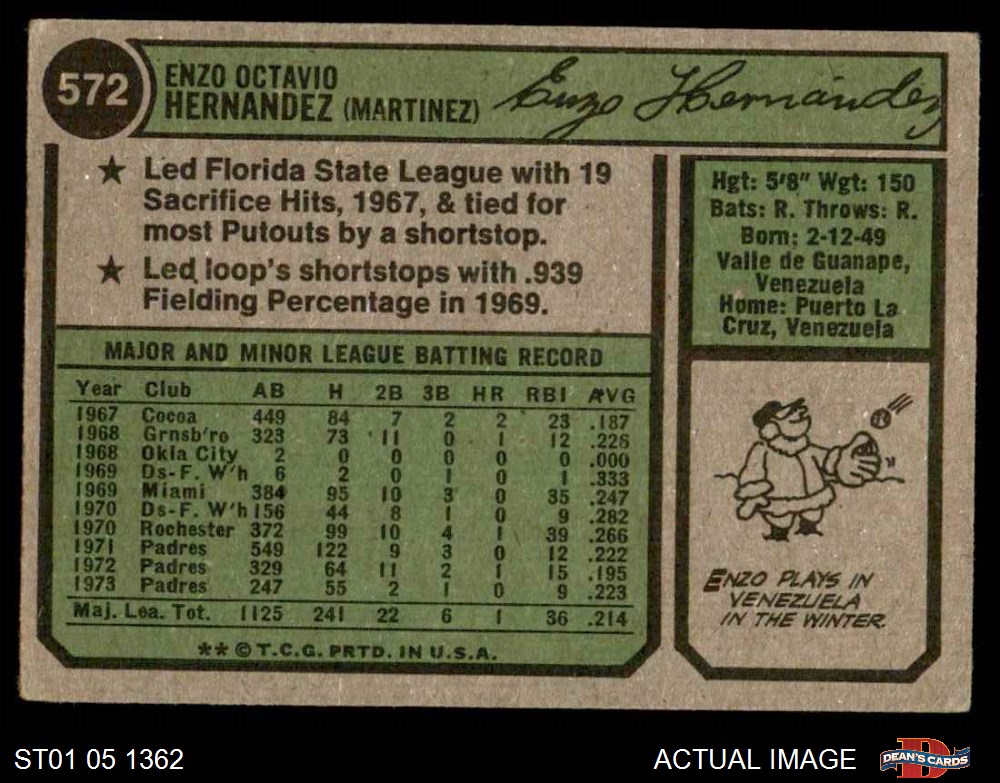 572
ENZO OCTAVIO
HERNANDEZ (MARTINEZ)
Enzo Hernández
★ Led Florida State League with 19
Sacrifice Hits, 1967, & tied for
most Putouts by a shortstop.
★ Led loop's shortstops with .939
Fielding Percentage in 1969.
Hgt: 5'8" Wgt: 150
Bats: R. Throws: R.
Born: 2-12-49
Valle de Guanape,
Venezuela
Home: Puerto La
Cruz, Venezuela
MAJOR AND MINOR LEAGUE BATTING RECORD
Year Club AB H 2B 3B HR RBI AVG
1967 Cocoa 449 84 7 2 2 23 .187
1968 Grnsb'ro 323 73 11 0 1 12 .226
1968 Okla City 2 0 0 0 0 0 .000
1969 Ds-F. W'h 6 2 0 1 0 1 .333
1969 Miami 384 95 10 3 0 35 .247
1970 Ds-F. W'h 156 44 8 1 0 9 .282
1970 Rochester 372 99 10 4 1 39 .266
1971 Padres 549 122 9 3 0 12 .222
1972 Padres 329 64 11 2 1 15 .195
1973 Padres 247 55 2 1 0 9 .223
Maj. Lea. Tot. 1125 241 22 6 1 36 .214
** © T.C.G. PRTD. IN U.S.A.
ENZO PLAYS IN
VENEZUELA
IN THE WINTER.
ST01 05 1362
ACTUAL IMAGE
D
DEAN'S CARDS